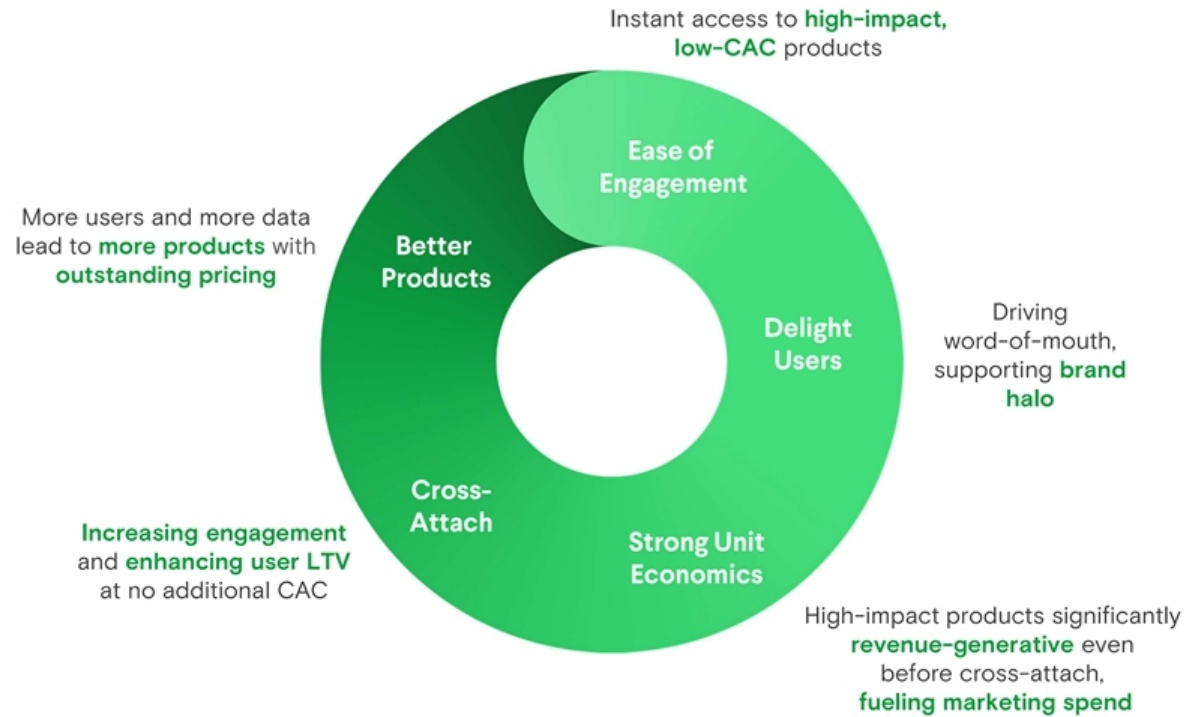 Instant access to high-impact,
low-CAC products
Ease of
Engagement
Delight
Users
Driving
word-of-mouth,
supporting brand
halo
Strong Unit
Economics
High-impact products significantly
revenue-generative even
before cross-attach,
fueling marketing spend
Cross-
Attach
Increasing engagement
and enhancing user LTV
at no additional CAC
Better
Products
More users and more data
lead to more products with
outstanding pricing